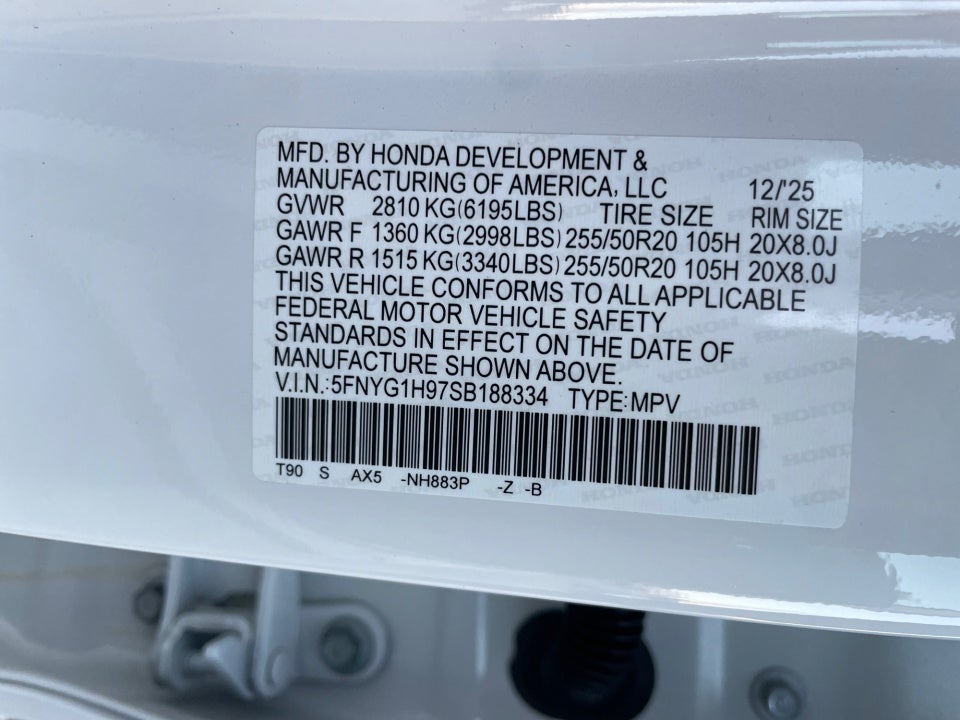 MFD. BY HONDA DEVELOPMENT &
MANUFACTURING OF AMERICA, LLC 12/'25
GVWR 2810 KG(6195LBS) TIRE SIZE RIM SIZE
GAWR F 1360 KG(2998LBS) 255/50R20 105H 20X8.0J
GAWR R 1515 KG(3340LBS) 255/50R20 105H 20X8.0J
THIS VEHICLE CONFORMS TO ALL APPLICABLE
FEDERAL MOTOR VEHICLE SAFETY
STANDARDS IN EFFECT ON THE DATE OF
MANUFACTURE SHOWN ABOVE.
V.I.N.:5FNYG1H97SB188334 TYPE:MPV
T90 S AX5 -NH883P -Z -B